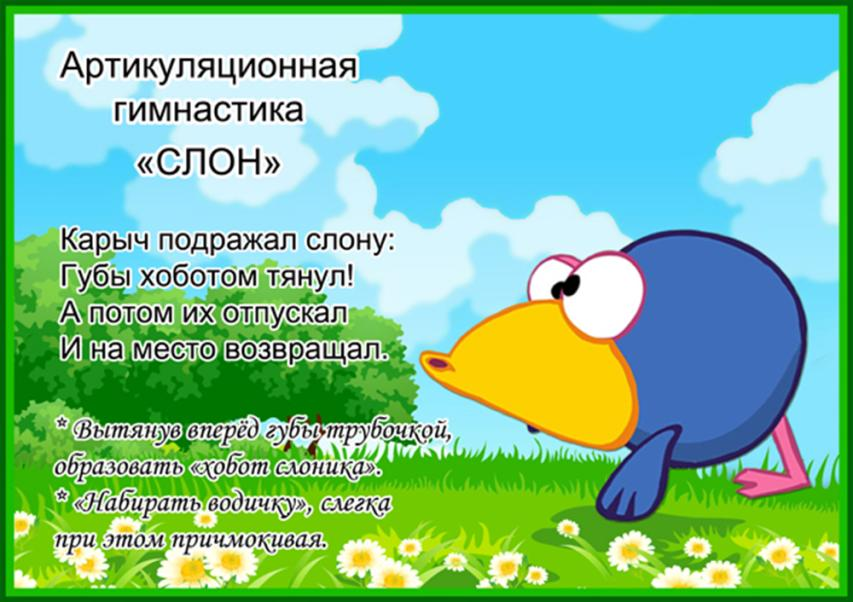 Артикуляционная
гимнастика
«СЛОН»
Карыч подражал слону:
Губы хоботом тянул!
А потом их отпускал
И на место возвращал.
* Вытянув вперёд губы трубочкой,
образовать «хобот слоника».
* «Набирать водичку», слегка
при этом причмокивая.